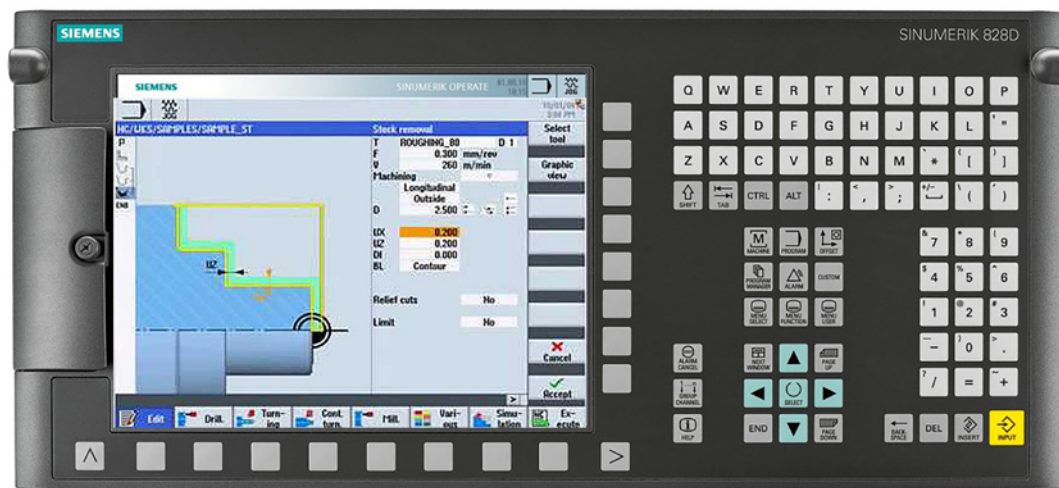 SIEMENS
SINUMERIK 828D
SIEMENS
SINUMERIK OPERATE
JOG
JOG
HC/WKS/SAMPLES/SAMPLE_ST
Stock removal
Select tool
P
T ROUGHING_80 D 1
F 0.300 mm/rev
V 260 m/min
Graphic view
Machining
Longitudinal
Outside
END
D 2.500
UX 0.200
UZ 0.200
DI 0.000
BL Contour
UZ
Relief cuts No
Limit No
Cancel
Accept
Edit
Drill.
Turn-
ing
Cont.
turn.
Mill.
Vari-
ous
Simu-
lation
Ex-
ecute
Q W E R T Y U I O P
A S D F G H J K L ' "
Z X C V B N M * ( [ ) ]
SHIFT TAB CTRL ALT : < , > ; +/- \ ( )
MACHINE PROGRAM OFFSET
& 7 * 8 ( 9
PROGRAM MANAGER ALARM CUSTOM
$ 4 % 5 ^ 6
MENU SELECT MENU FUNCTION MENU USER
! 1 @ 2 # 3
_ - ) 0 > .
ALARM CANCEL NEXT WINDOW PAGE UP
? / = ~ +
GROUP CHANNEL SELECT
HELP END PAGE DOWN BACK-SPACE DEL INSERT INPUT